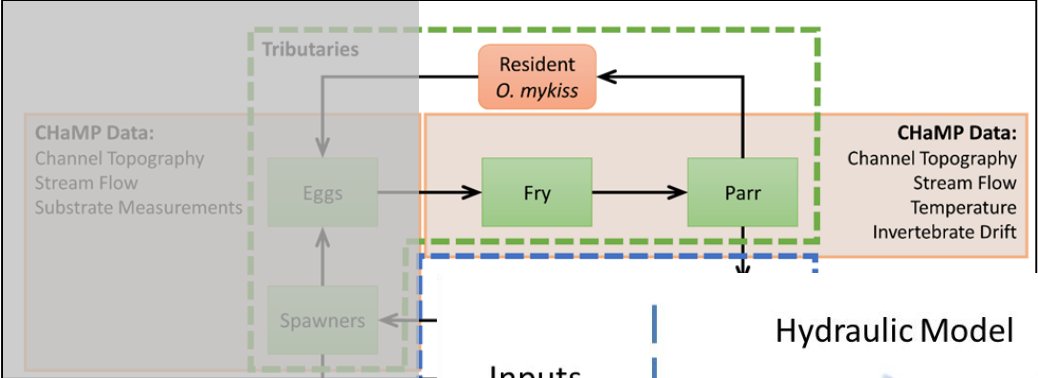 Tributaries
Resident
O. mykiss
CHaMP Data:
Channel Topography
Stream Flow
Substrate Measurements
CHaMP Data:
Channel Topography
Stream Flow
Temperature
Invertebrate Drift
Eggs
Fry
Parr
Spawners
Hydraulic Model
Inputs